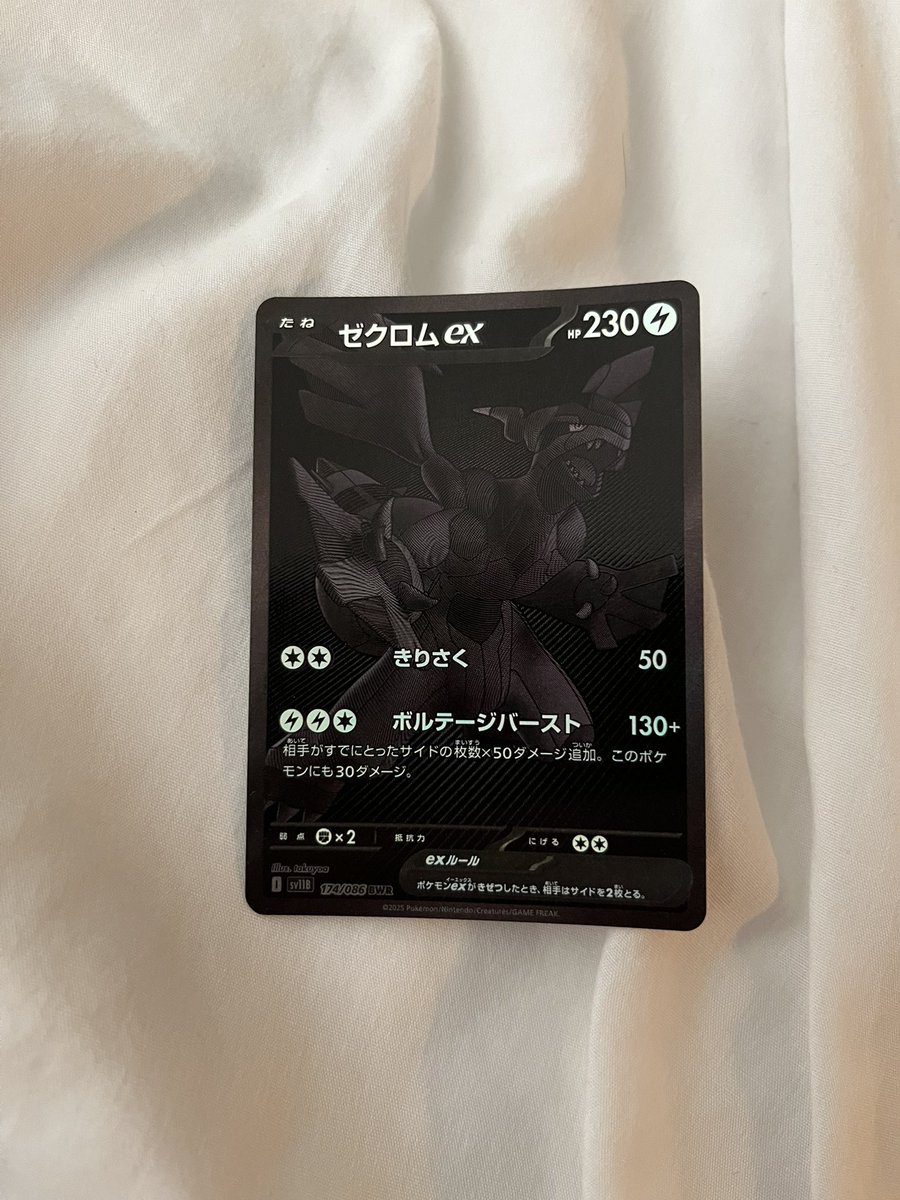 たね ゼクロムex HP230
きりさく 50
ボルテージバースト 130+
相手がすでにとったサイドの枚数×50ダメージ追加。このポケ
モンにも30ダメージ。
弱点 ×2 抵抗力 にげる
exルール
ポケモンexがきぜつしたとき、相手はサイドを2枚とる。
Illus. takuyoa
I sv11B 174/086 BWR
©2025 Pokémon/Nintendo/Creatures/GAME FREAK.